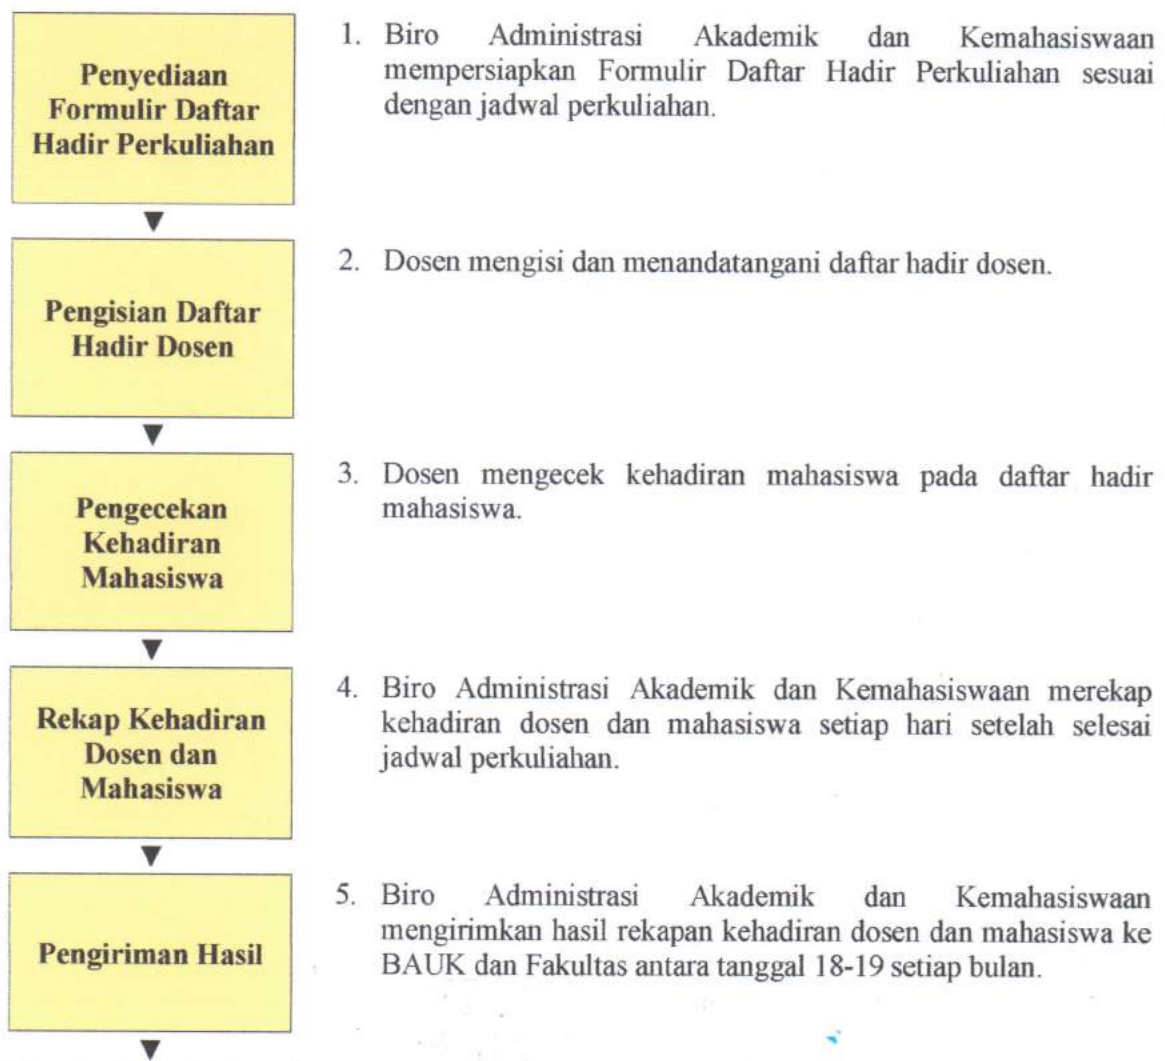 Penyediaan
Formulir Daftar
Hadir Perkuliahan
1. Biro Administrasi Akademik dan Kemahasiswaan
mempersiapkan Formulir Daftar Hadir Perkuliahan sesuai
dengan jadwal perkuliahan.
Pengisian Daftar
Hadir Dosen
2. Dosen mengisi dan menandatangani daftar hadir dosen.
Pengecekan
Kehadiran
Mahasiswa
3. Dosen mengecek kehadiran mahasiswa pada daftar hadir
mahasiswa.
Rekap Kehadiran
Dosen dan
Mahasiswa
4. Biro Administrasi Akademik dan Kemahasiswaan merekap
kehadiran dosen dan mahasiswa setiap hari setelah selesai
jadwal perkuliahan.
Pengiriman Hasil
5. Biro Administrasi Akademik dan Kemahasiswaan
mengirimkan hasil rekapan kehadiran dosen dan mahasiswa ke
BAUK dan Fakultas antara tanggal 18-19 setiap bulan.